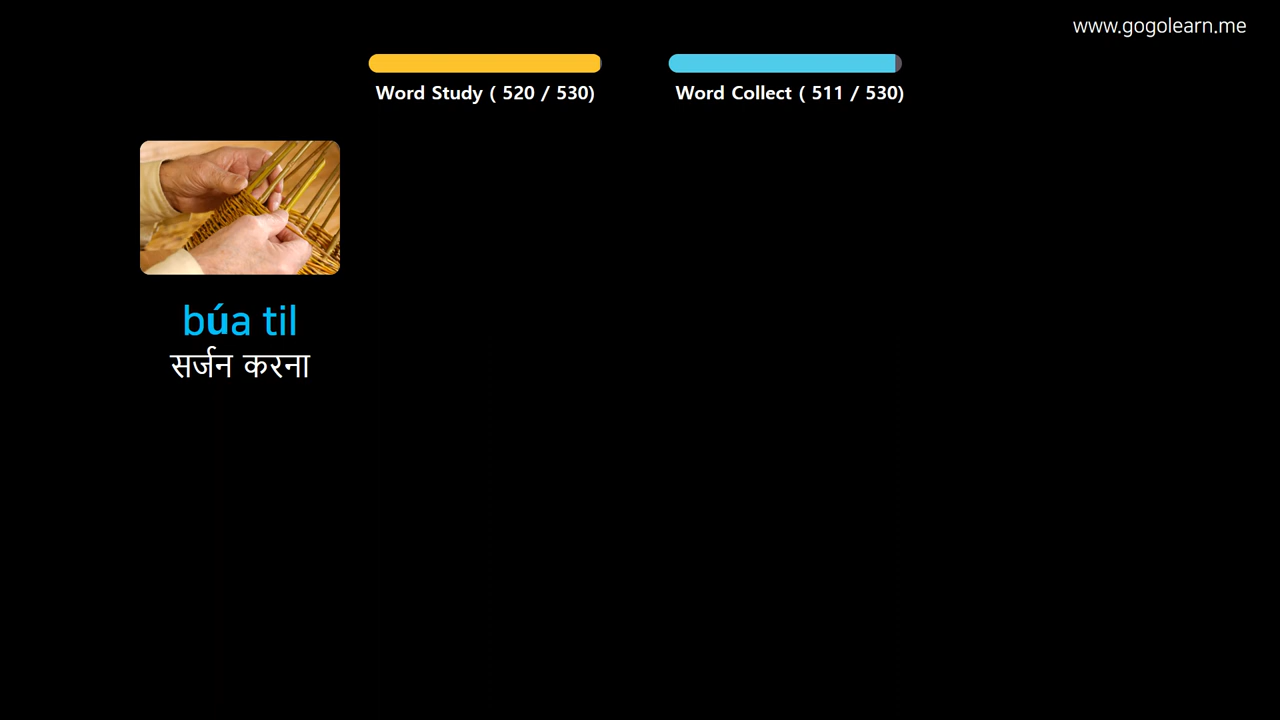 www.gogolearn.me
Word Study ( 520 / 530)
Word Collect ( 511 / 530)
búa til
सर्जन करना